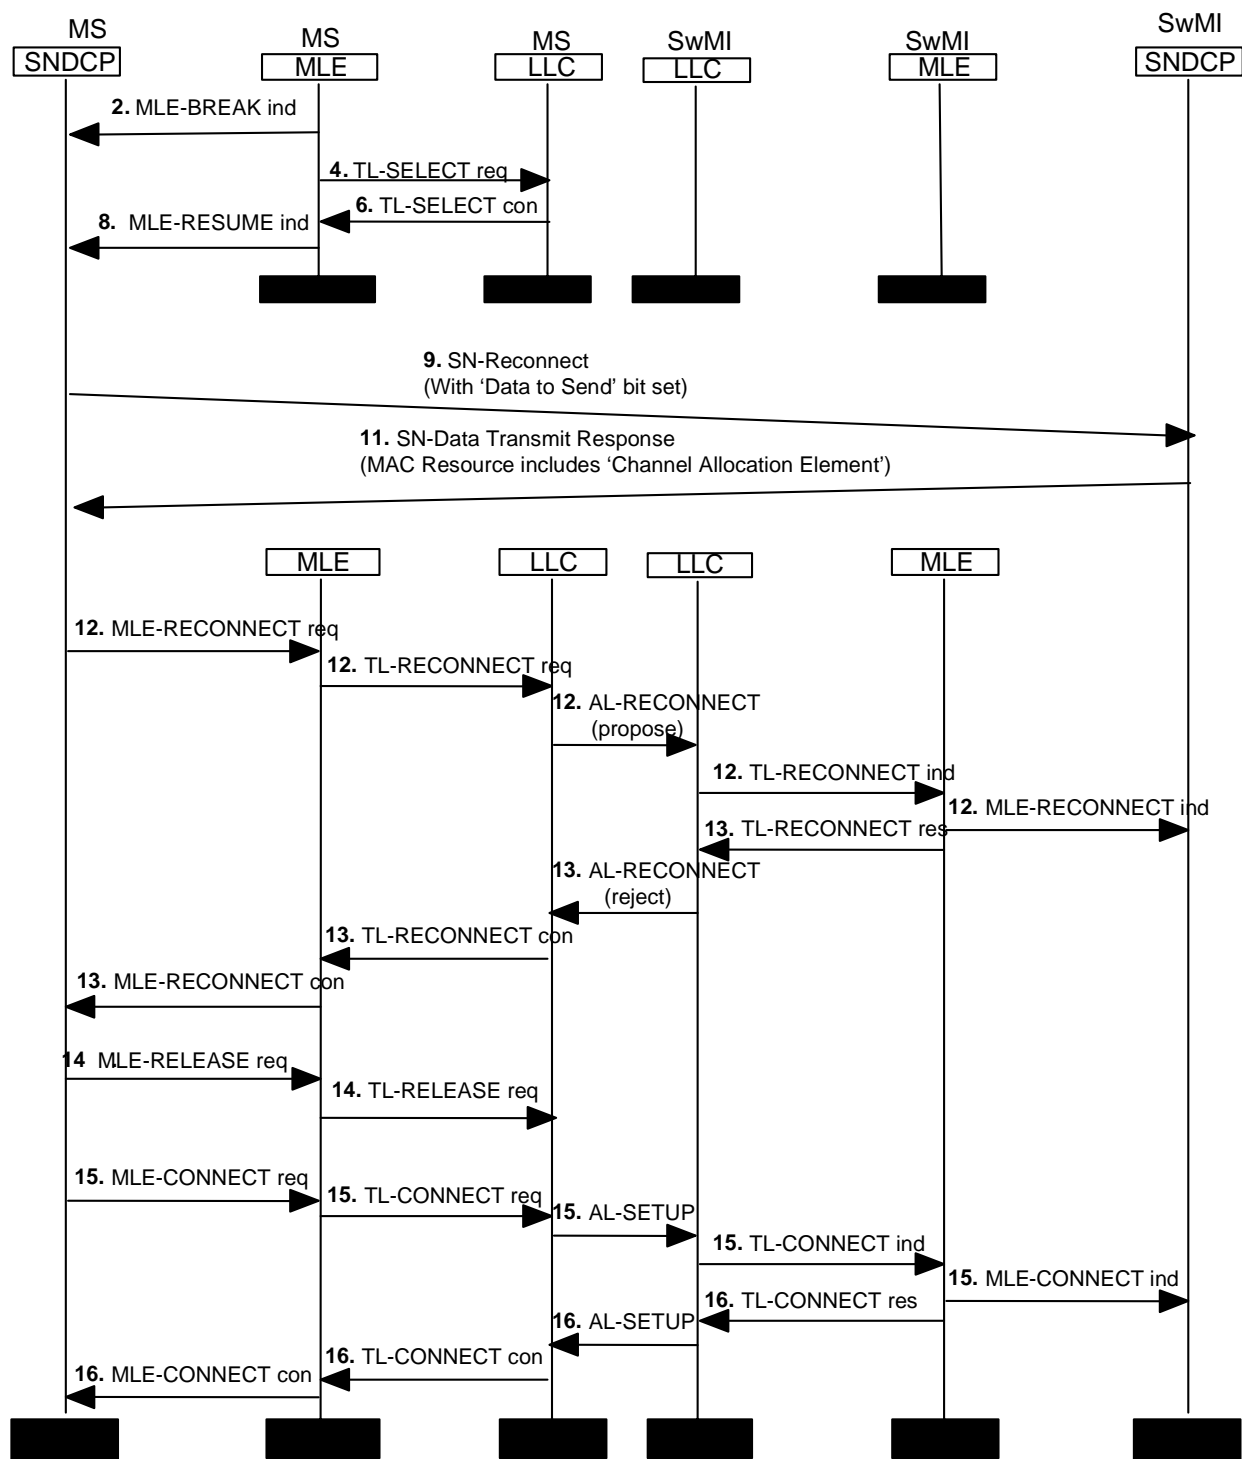 MS
MS
MS
SwMI
SwMI
SwMI
SNDCP
MLE
LLC
LLC
MLE
SNDCP
2. MLE-BREAK ind
4. TL-SELECT req
6. TL-SELECT con
8. MLE-RESUME ind
9. SN-Reconnect
(With ‘Data to Send’ bit set)
11. SN-Data Transmit Response
(MAC Resource includes ‘Channel Allocation Element’)
MLE
LLC
LLC
MLE
12. MLE-RECONNECT req
12. TL-RECONNECT req
12. AL-RECONNECT
(propose)
12. TL-RECONNECT ind
12. MLE-RECONNECT ind
13. TL-RECONNECT res
13. AL-RECONNECT
(reject)
13. TL-RECONNECT con
13. MLE-RECONNECT con
14. MLE-RELEASE req
14. TL-RELEASE req
15. MLE-CONNECT req
15. TL-CONNECT req
15. AL-SETUP
15. TL-CONNECT ind
15. MLE-CONNECT ind
16. TL-CONNECT res
16. AL-SETUP
16. TL-CONNECT con
16. MLE-CONNECT con